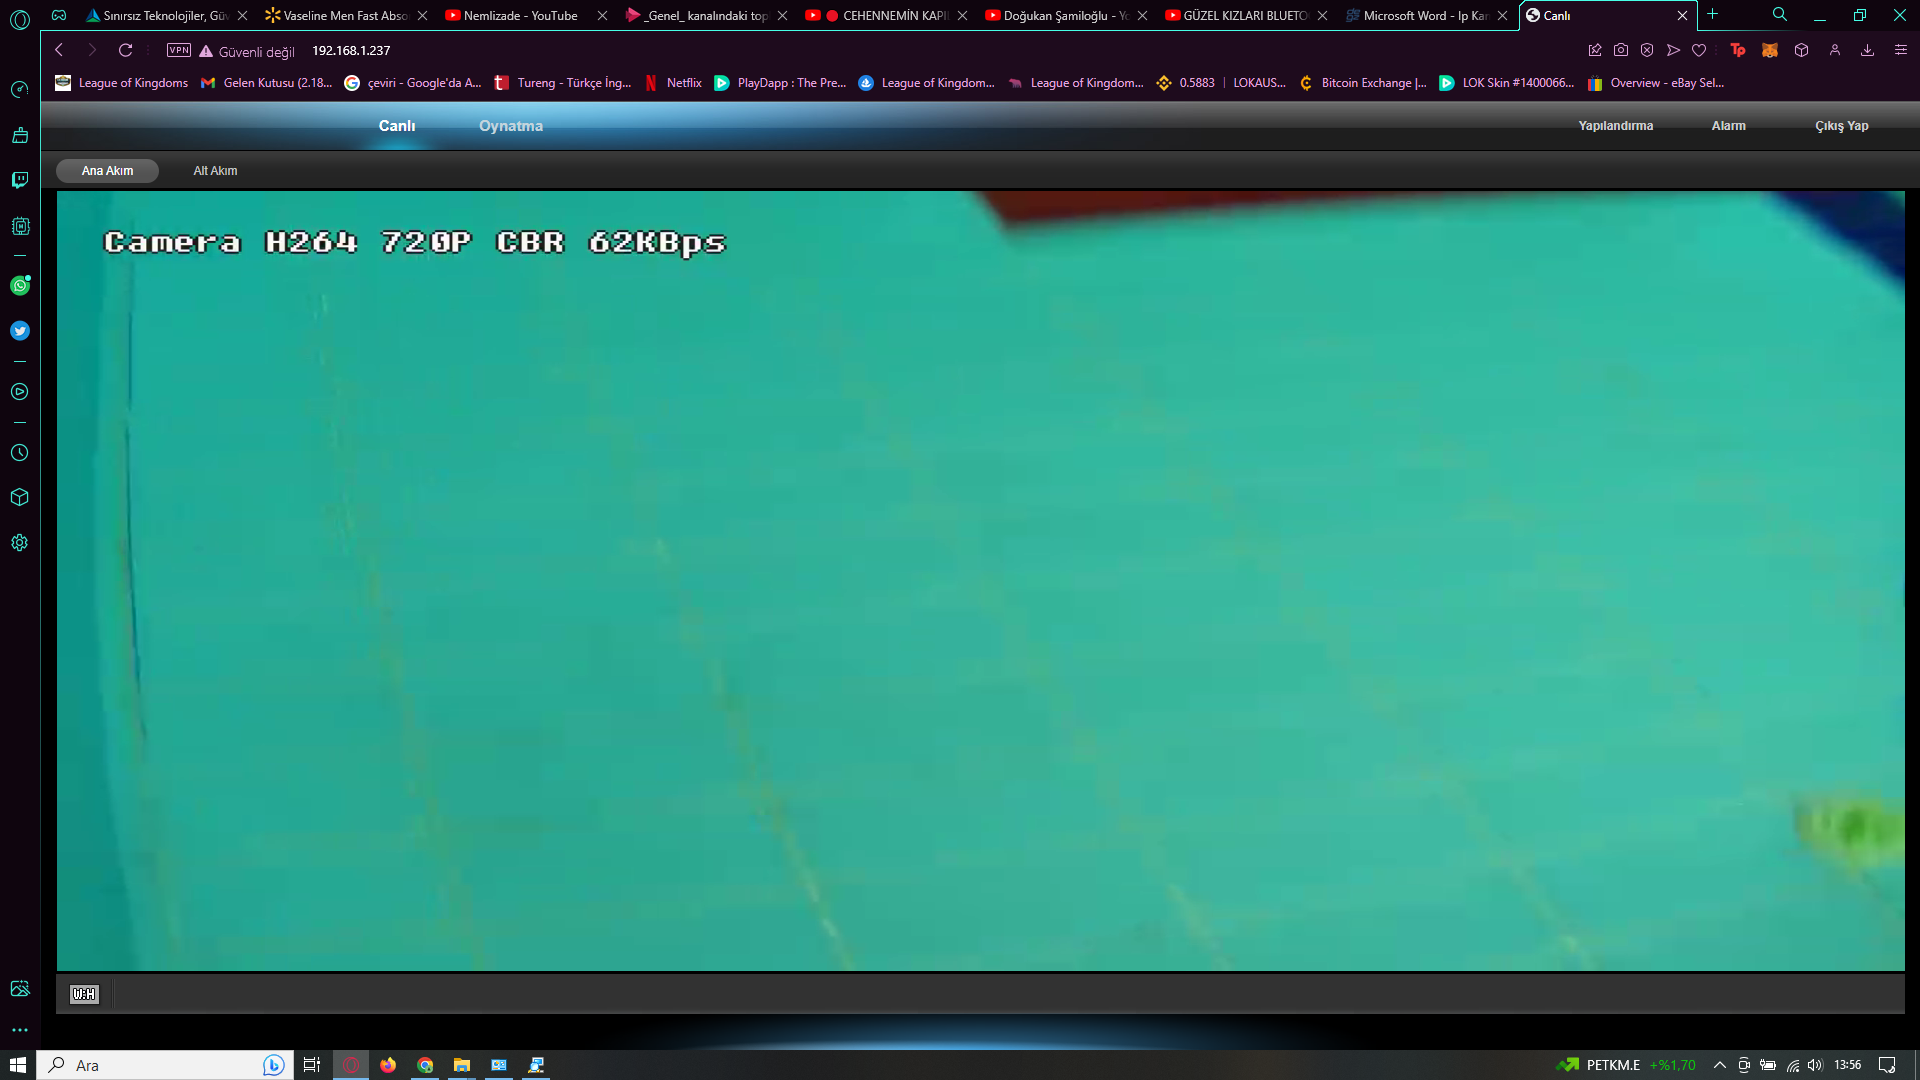 Sınırsız Teknolojiler, Gü
Vaseline Men Fast Abso
Nemlizade - YouTube
_Genel_ kanalındaki top
CEHENNEMİN KAPI
Doğukan Şamiloğlu - Yo
GÜZEL KIZLARI BLUETO
Microsoft Word - Ip Kar
Canlı
VPN Güvenli değil 192.168.1.237
League of Kingdoms
Gelen Kutusu (2.18...
çeviri - Google'da A...
Tureng - Türkçe İng...
Netflix
PlayDapp : The Pre...
League of Kingdom...
League of Kingdom...
0.5883 | LOKAUS...
Bitcoin Exchange |...
LOK Skin #1400066...
Overview - eBay Sel...
Canlı
Oynatma
Yapılandırma
Alarm
Çıkış Yap
Ana Akım
Alt Akım
Camera H264 720P CBR 62KBps
W:H
Ara
PETKM.E +%1,70
13:56